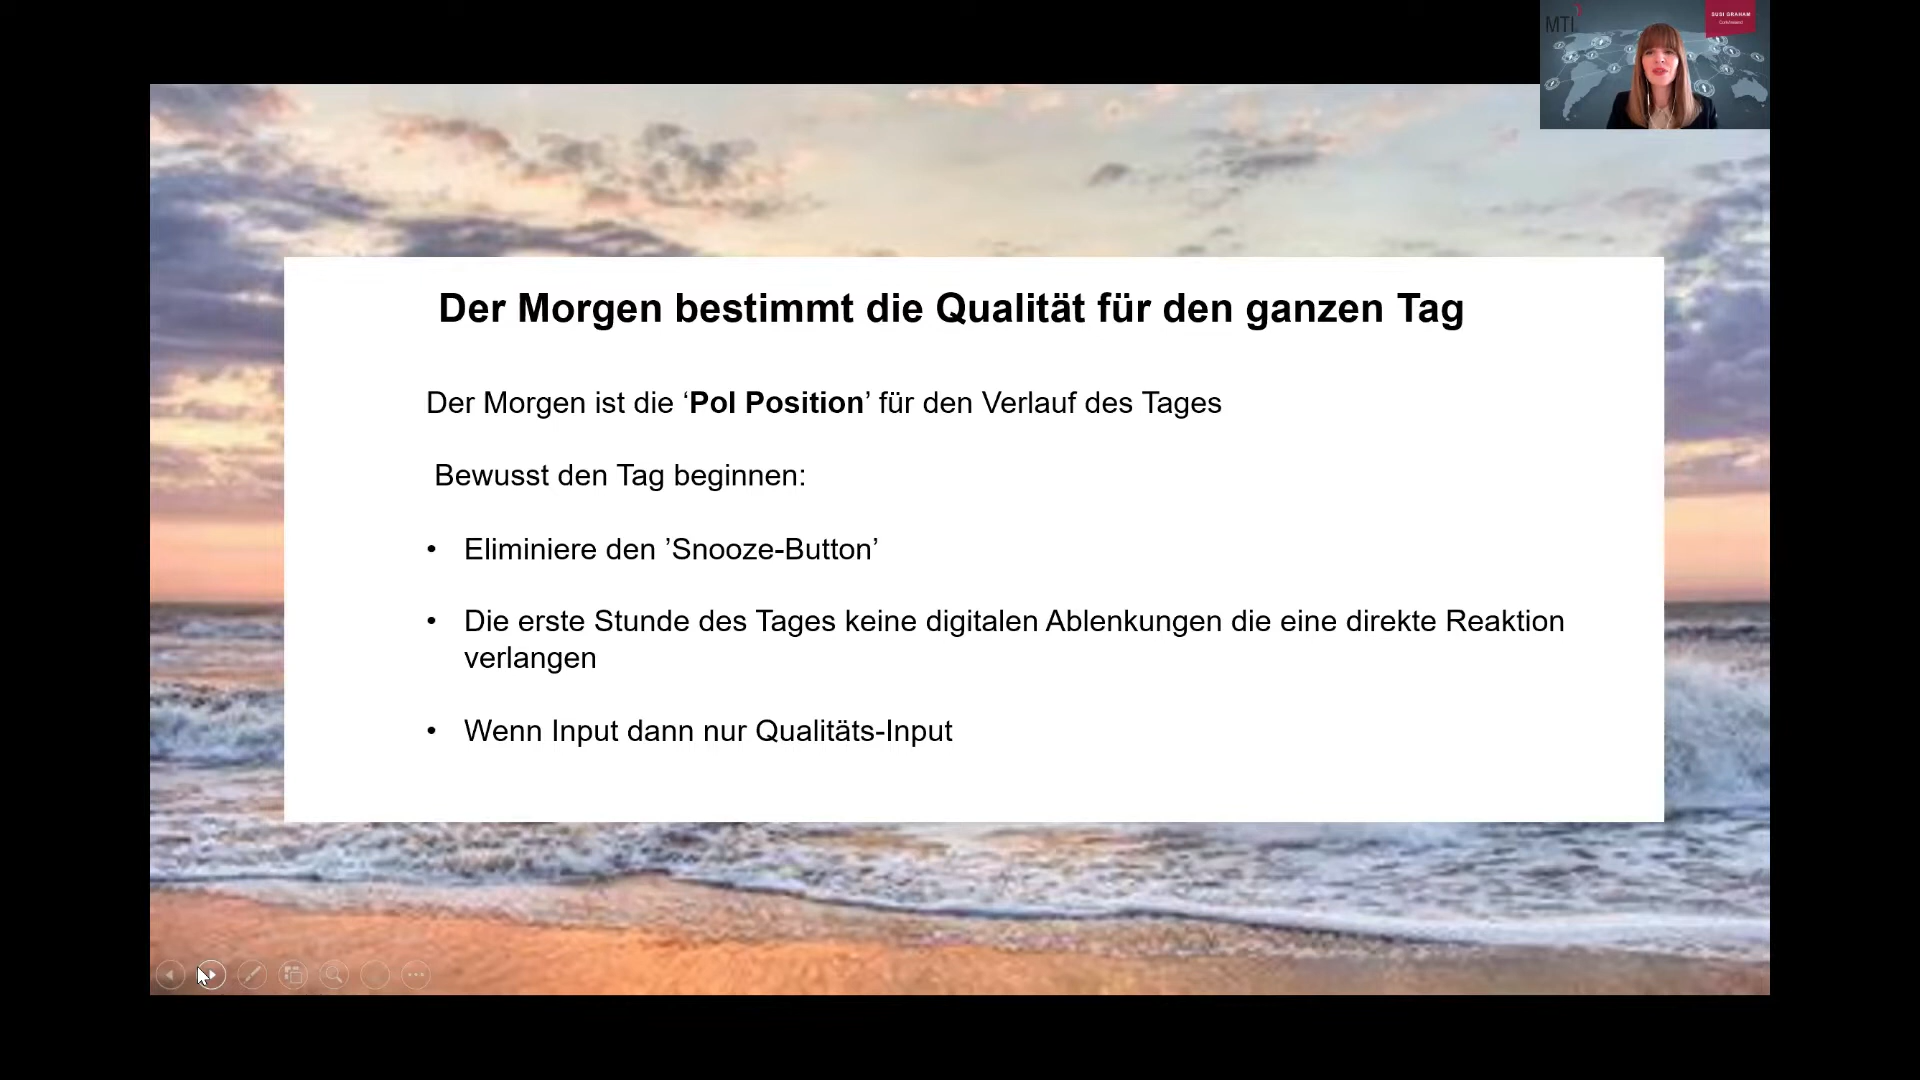 MTI
SUSI GRAHAM
Der Morgen bestimmt die Qualität für den ganzen Tag
Der Morgen ist die ‘Pol Position’ für den Verlauf des Tages
Bewusst den Tag beginnen:
• Eliminiere den ’Snooze-Button’
• Die erste Stunde des Tages keine digitalen Ablenkungen die eine direkte Reaktion
verlangen
• Wenn Input dann nur Qualitäts-Input